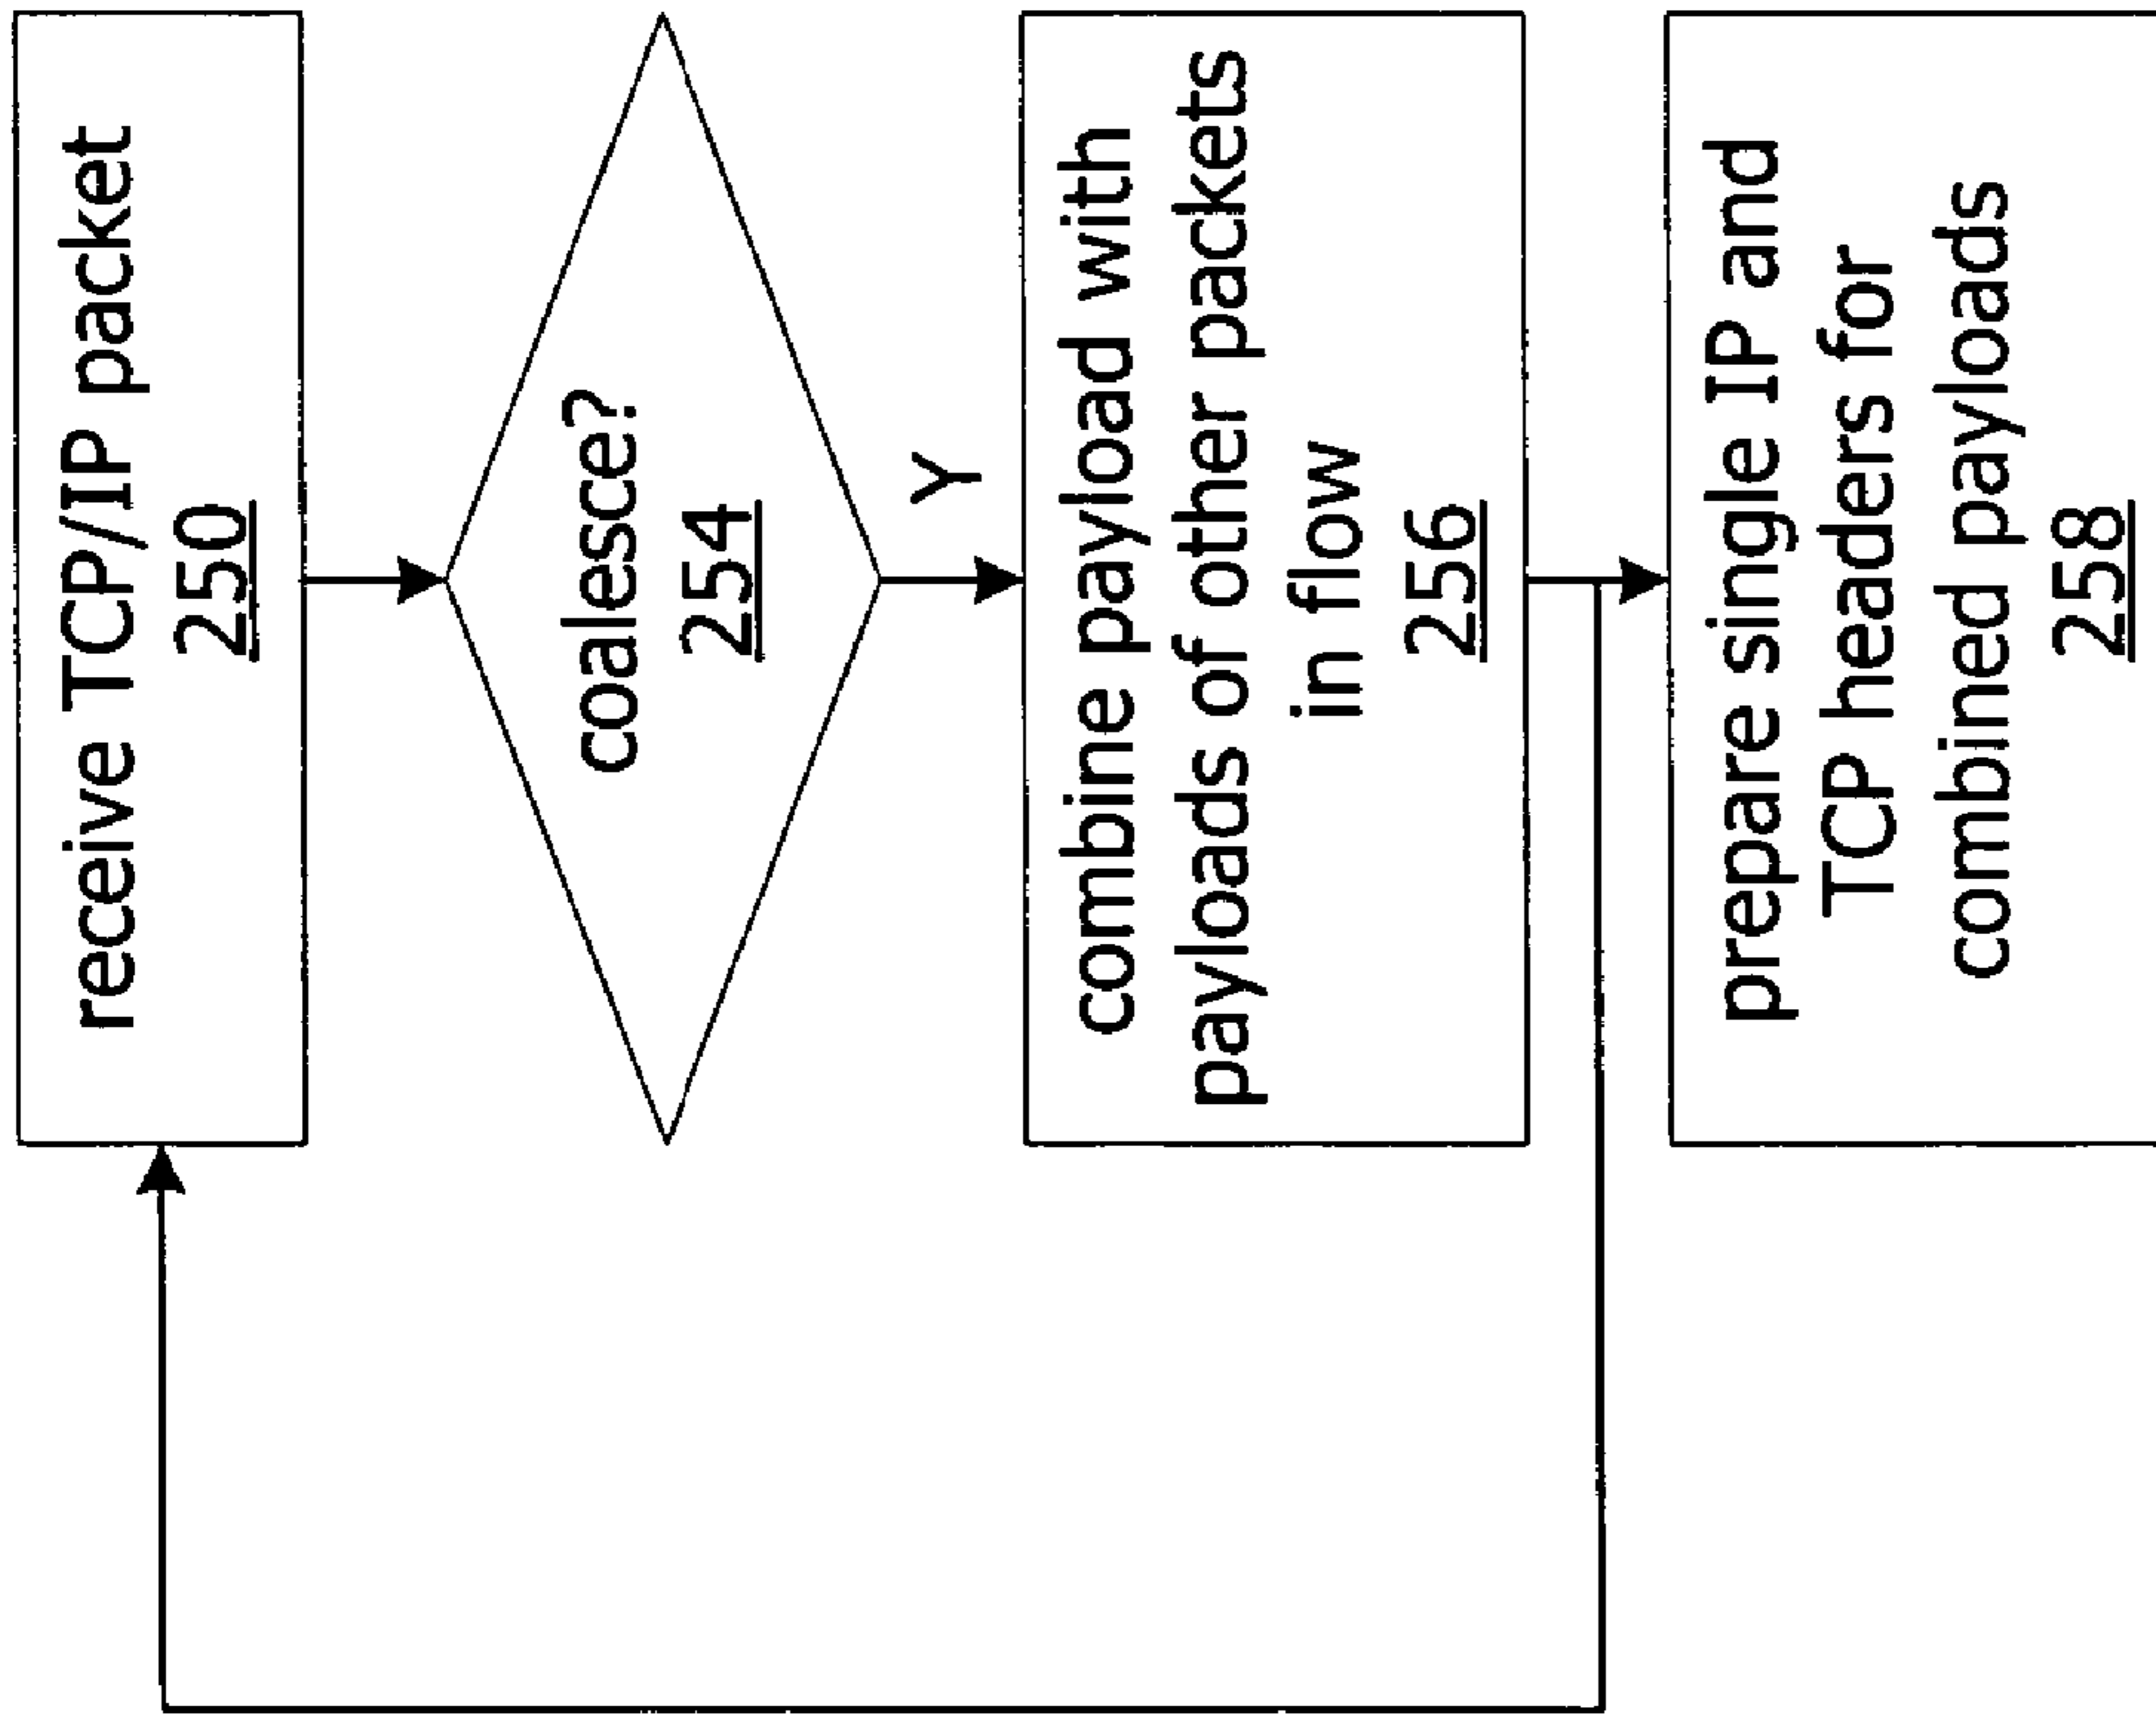 receive TCP/IP packet
250
coalesce?
254
Y
combine payload with
payloads of other packets
in flow
256
prepare single IP and
TCP headers for
combined payloads
258